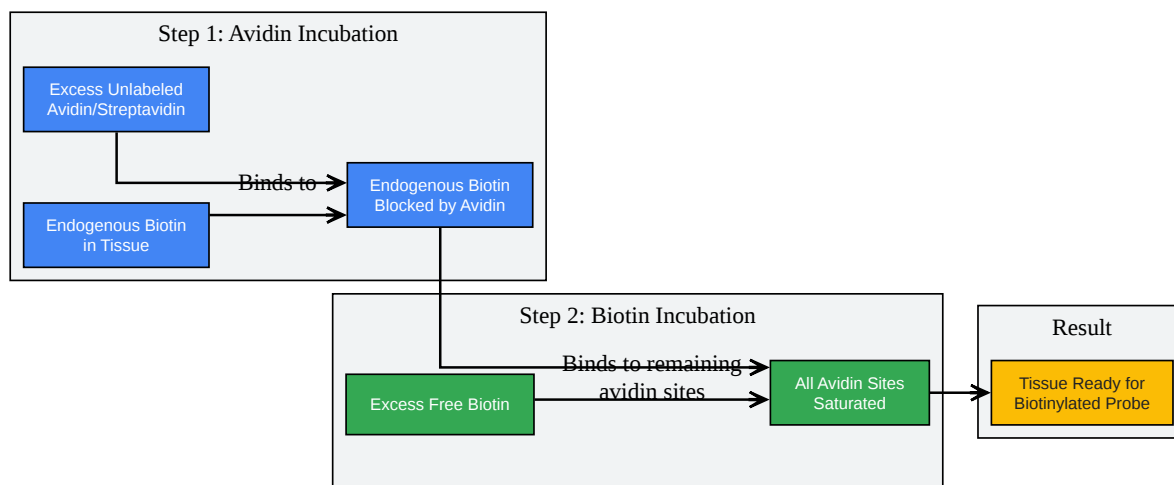 Step 1: Avidin Incubation
Excess Unlabeled
Avidin/Streptavidin
Binds to
Endogenous Biotin
in Tissue
Endogenous Biotin
Blocked by Avidin
Step 2: Biotin Incubation
Binds to remaining
avidin sites
Excess Free Biotin
All Avidin Sites
Saturated
Result
Tissue Ready for
Biotinylated Probe